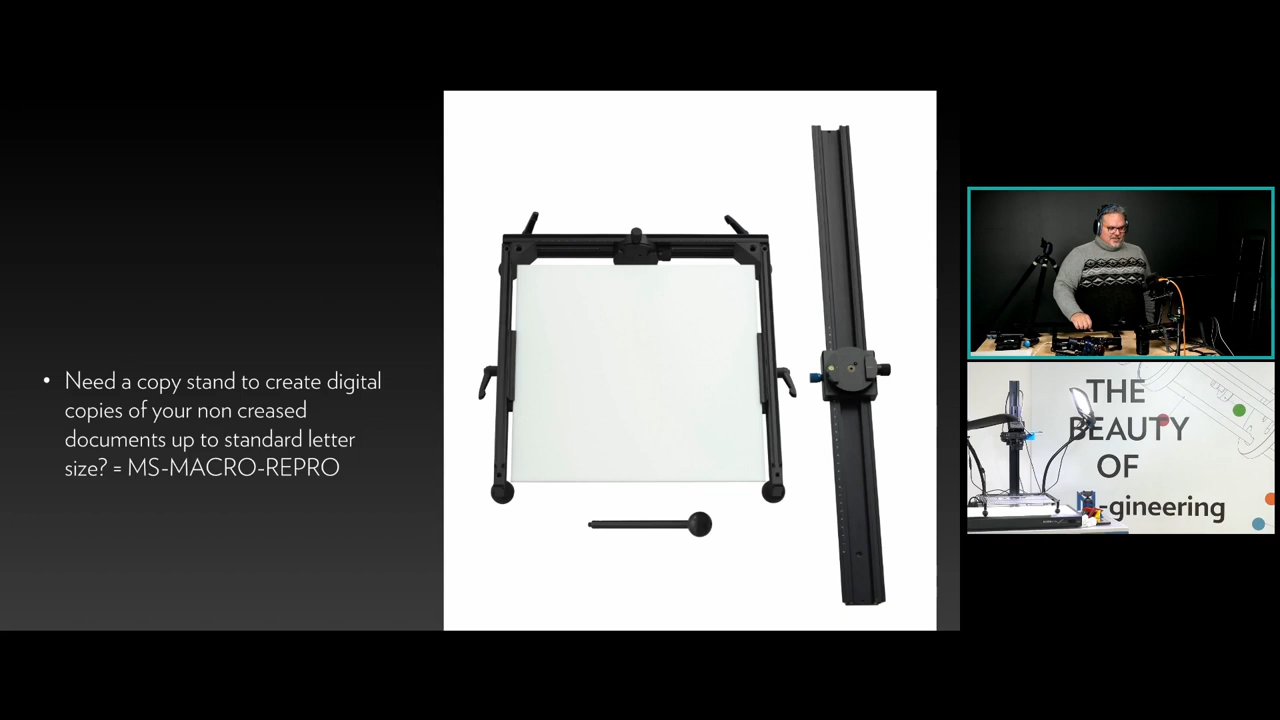 • Need a copy stand to create digital
copies of your non creased
documents up to standard letter
size? = MS-MACRO-REPRO
THE
BEAUTY
OF
-gineering